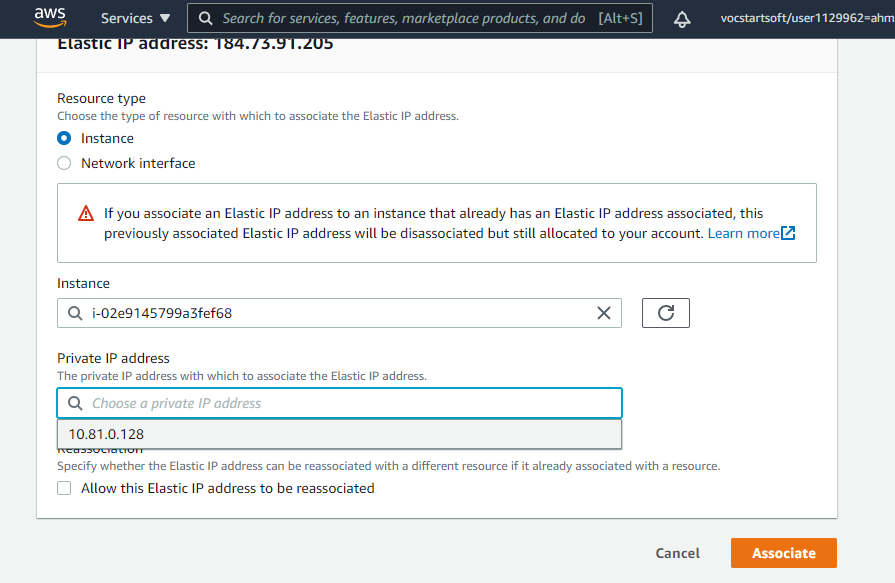 aws
Services ▼
Search for services, features, marketplace products, and do [Alt+S]
vocstartsoft/user1129962=ahm
Elastic IP address: 184.73.91.205
Resource type
Choose the type of resource with which to associate the Elastic IP address.
Instance
Network interface
If you associate an Elastic IP address to an instance that already has an Elastic IP address associated, this
previously associated Elastic IP address will be disassociated but still allocated to your account. Learn more
Instance
i-02e9145799a3fef68
Private IP address
The private IP address with which to associate the Elastic IP address.
Choose a private IP address
10.81.0.128
Reassociation
Specify whether the Elastic IP address can be reassociated with a different resource if it already associated with a resource.
Allow this Elastic IP address to be reassociated
Cancel
Associate